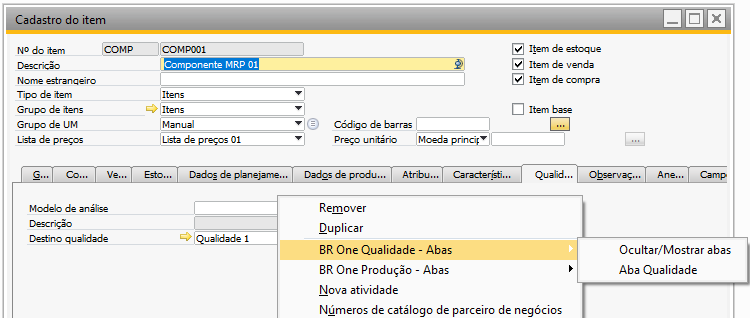 Cadastro do item
Nº do item COMP COMP001
Descrição Componente MRP 01
Nome estrangeiro
Tipo de item Itens
Grupo de itens Itens
Grupo de UM Manual Código de barras ...
Lista de preços Lista de preços 01 Preço unitário Moeda princip ...
Item de estoque
Item de venda
Item de compra
Item base
G... Co... Ve... Esto... Dados de planejame... Dados de produ... Atribu... Característi... Qualid... Observaç... Ane... Campo
Modelo de análise
Descrição
Destino qualidade Qualidade 1
Remover
Duplicar
BR One Qualidade - Abas
BR One Produção - Abas
Nova atividade
Números de catálogo de parceiro de negócios
Ocultar/Mostrar abas
Aba Qualidade